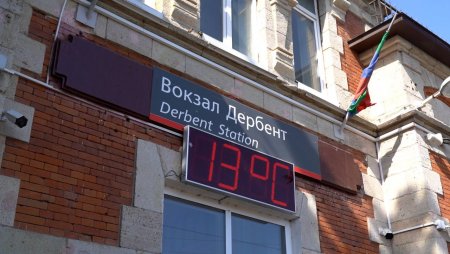 Вокзал Дербент
Derbent Station
13°C